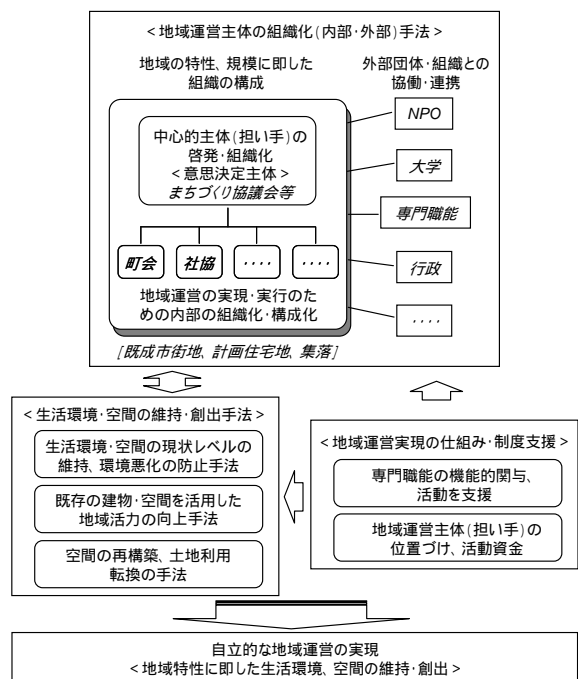 <地域運営主体の組織化(内部･外部)手法>
地域の特性、規模に即した
組織の構成
外部団体･組織との
協働･連携
中心的主体(担い手)の
啓発･組織化
<意思決定主体>
まちづくり協議会等
町会
社協
････
････
地域運営の実現･実行のた
めの内部の組織化･構成化
NPO
大学
専門職能
行政
････
[既成市街地、計画住宅地、集落]
<生活環境･空間の維持･創出手法>
生活環境･空間の現状レベルの
維持、環境悪化の防止手法
既存の建物･空間を活用した
地域活力の向上手法
空間の再構築、土地利用
転換の手法
<地域運営実現の仕組み･制度支援>
専門職能の機能的関与、
活動を支援
地域運営主体(担い手)の
位置づけ、活動資金
自立的な地域運営の実現
<地域特性に即した生活環境、空間の維持･創出>